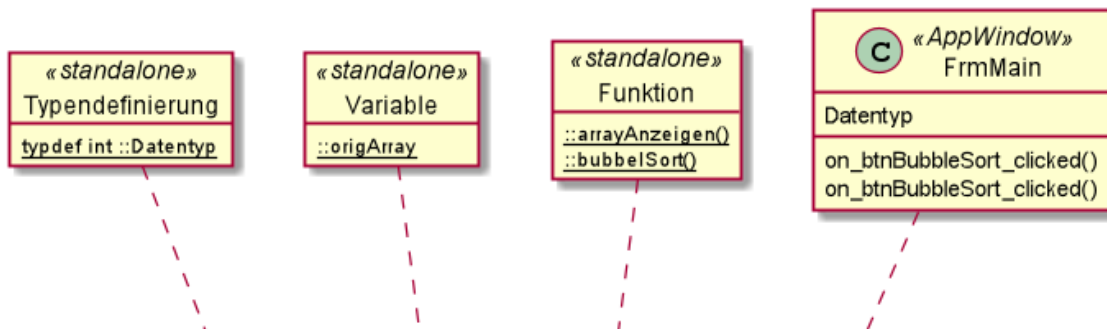 «standalone»
Typendefinierung
typdef int ::Datentyp
«standalone»
Variable
::origArray
«standalone»
Funktion
::arrayAnzeigen()
::bubbelSort()
C «AppWindow»
FrmMain
Datentyp
on_btnBubbleSort_clicked()
on_btnBubbleSort_clicked()